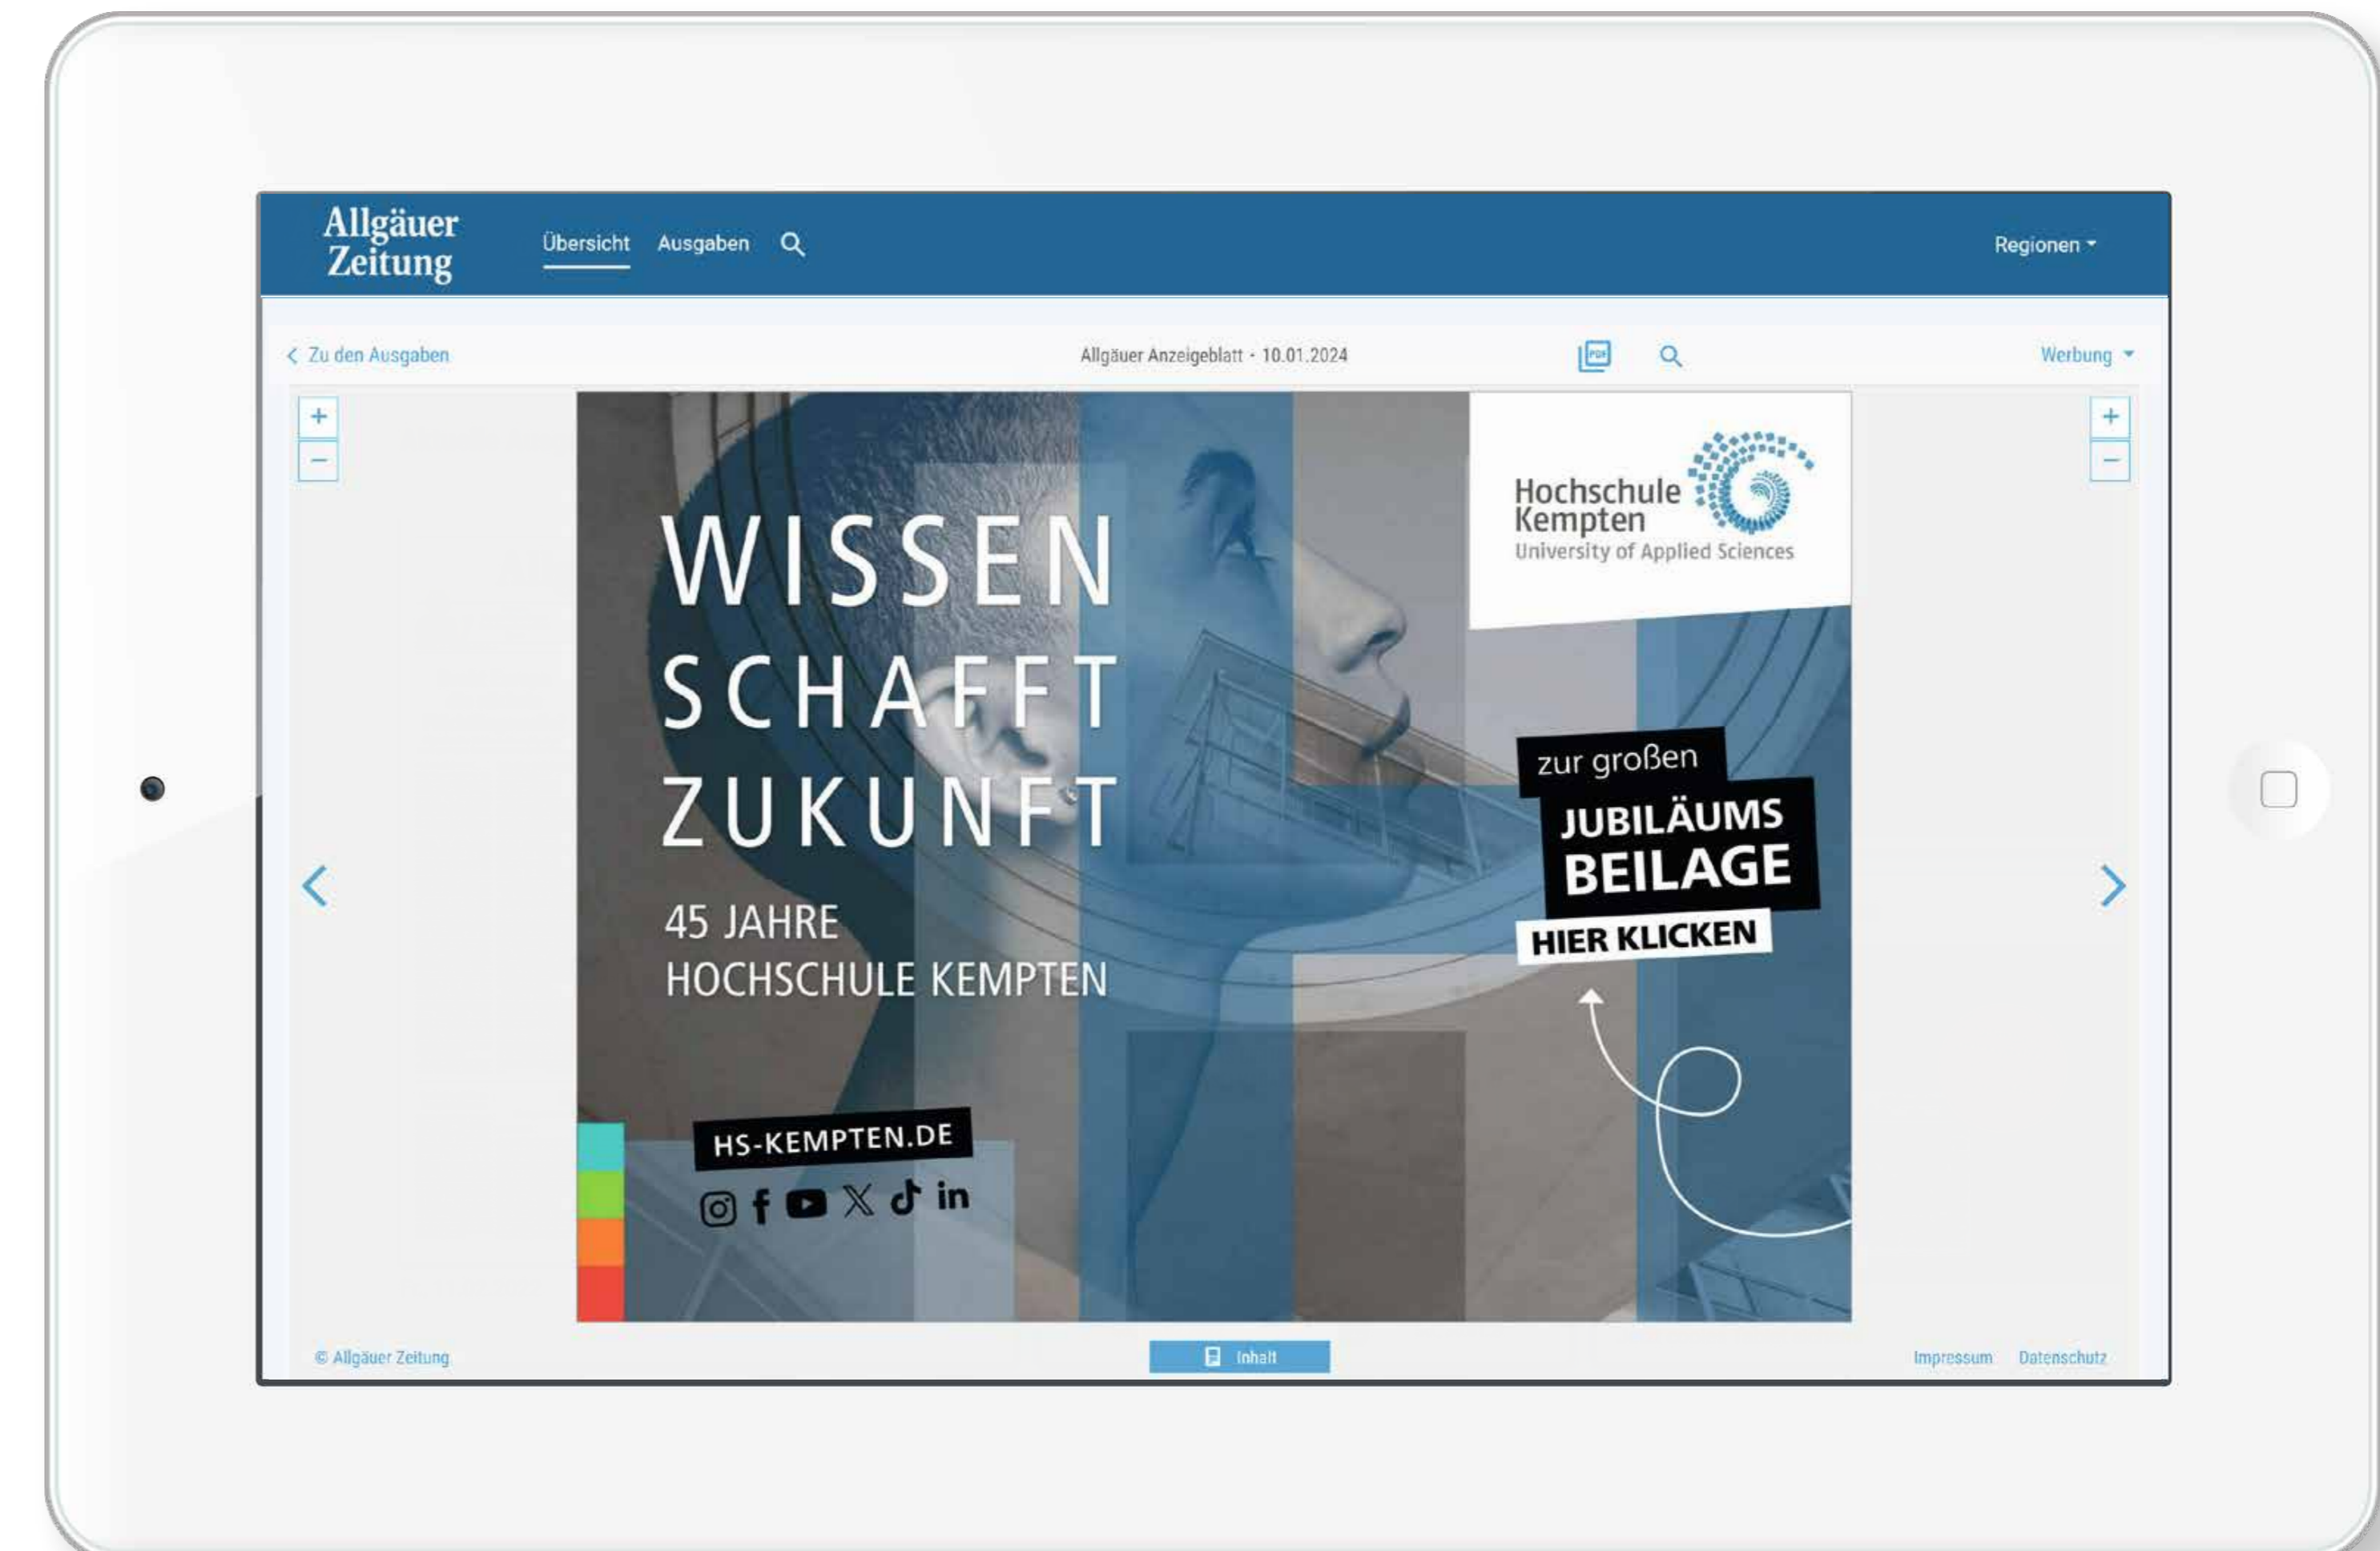 Allgäuer
Zeitung
Übersicht Ausgaben
Regionen
Zu den Ausgaben
Allgäuer Anzeigeblatt - 10.01.2024
PDF
Werbung
+
−
+
−
WISSEN
SCHAFFT
ZUKUNFT
45 JAHRE
HOCHSCHULE KEMPTEN
Hochschule
Kempten
University of Applied Sciences
zur großen
JUBILÄUMS
BEILAGE
HIER KLICKEN
HS-KEMPTEN.DE
© Allgäuer Zeitung
Inhalt
Impressum Datenschutz